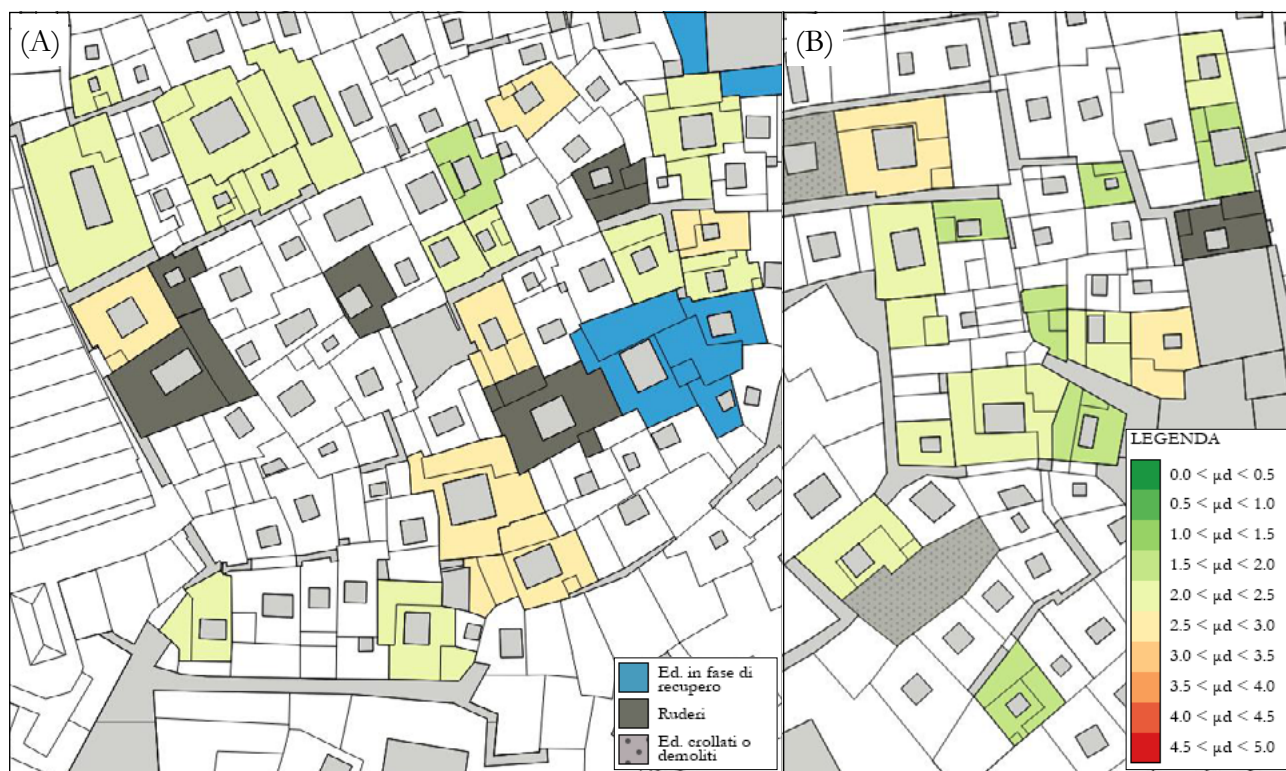 (A)
(B)
Ed. in fase di
recupero
Ruderi
Ed. crollati o
demoliti
LEGENDA
0.0 < µd < 0.5
0.5 < µd < 1.0
1.0 < µd < 1.5
1.5 < µd < 2.0
2.0 < µd < 2.5
2.5 < µd < 3.0
3.0 < µd < 3.5
3.5 < µd < 4.0
4.0 < µd < 4.5
4.5 < µd < 5.0